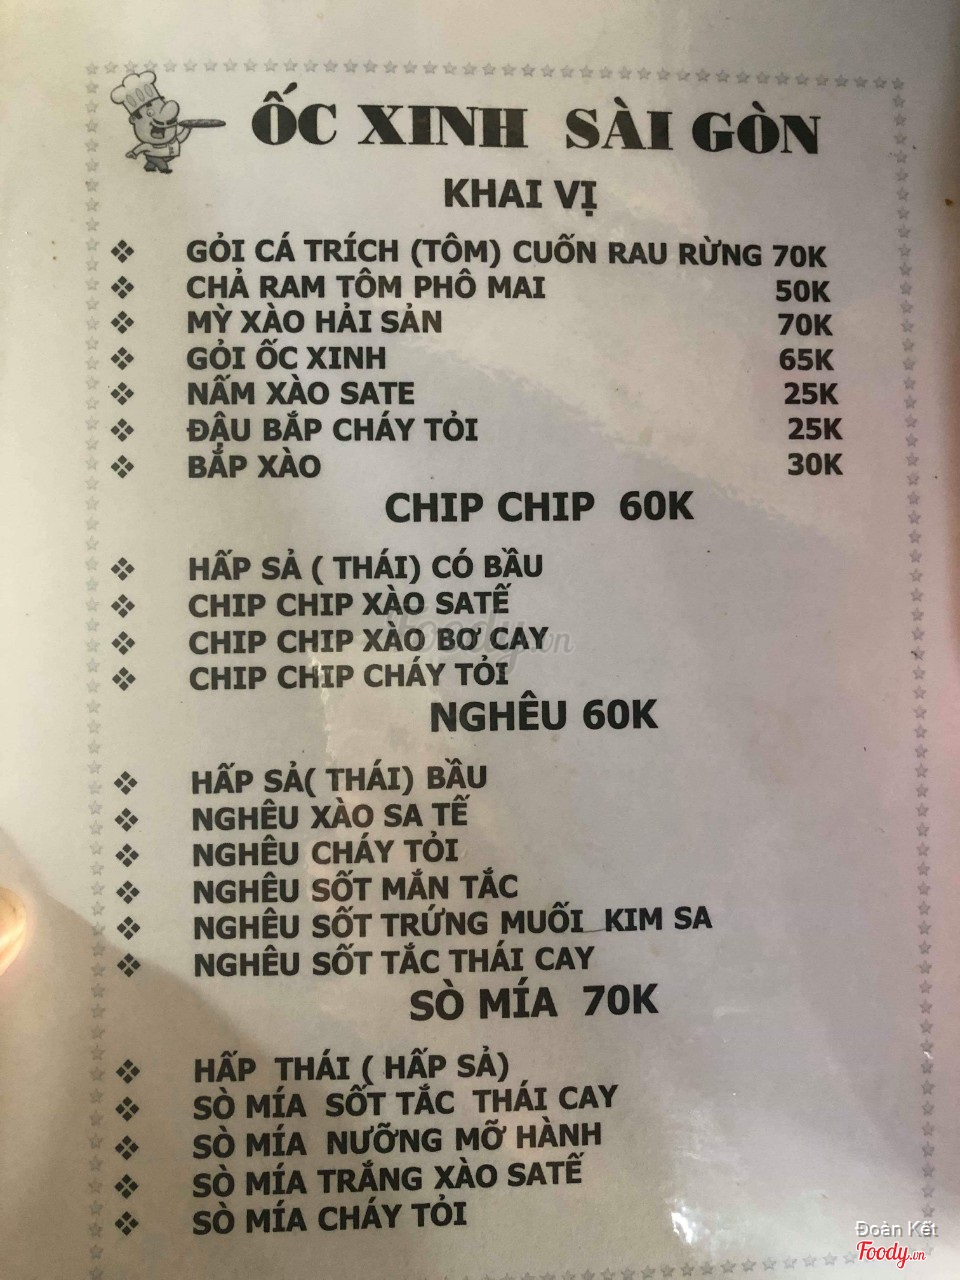 ỐC XINH SÀI GÒN
KHAI VỊ
❖ GỎI CÁ TRÍCH (TÔM) CUỐN RAU RỪNG 70K
❖ CHẢ RAM TÔM PHÔ MAI 50K
❖ MỲ XÀO HẢI SẢN 70K
❖ GỎI ỐC XINH 65K
❖ NẤM XÀO SATE 25K
❖ ĐẬU BẮP CHÁY TỎI 25K
❖ BẮP XÀO 30K
CHIP CHIP 60K
❖ HẤP SẢ ( THÁI) CÓ BẦU
❖ CHIP CHIP XÀO SATẾ
❖ CHIP CHIP XÀO BƠ CAY
❖ CHIP CHIP CHÁY TỎI
NGHÊU 60K
❖ HẤP SẢ( THÁI) BẦU
❖ NGHÊU XÀO SA TẾ
❖ NGHÊU CHÁY TỎI
❖ NGHÊU SỐT MẮN TẮC
❖ NGHÊU SỐT TRỨNG MUỐI KIM SA
❖ NGHÊU SỐT TẮC THÁI CAY
SÒ MÍA 70K
❖ HẤP THÁI ( HẤP SẢ)
❖ SÒ MÍA SỐT TẮC THÁI CAY
❖ SÒ MÍA NƯỠNG MỠ HÀNH
❖ SÒ MÍA TRẮNG XÀO SATẾ
❖ SÒ MÍA CHÁY TỎI
Foody.vn
Đoàn Kết
Foody.vn